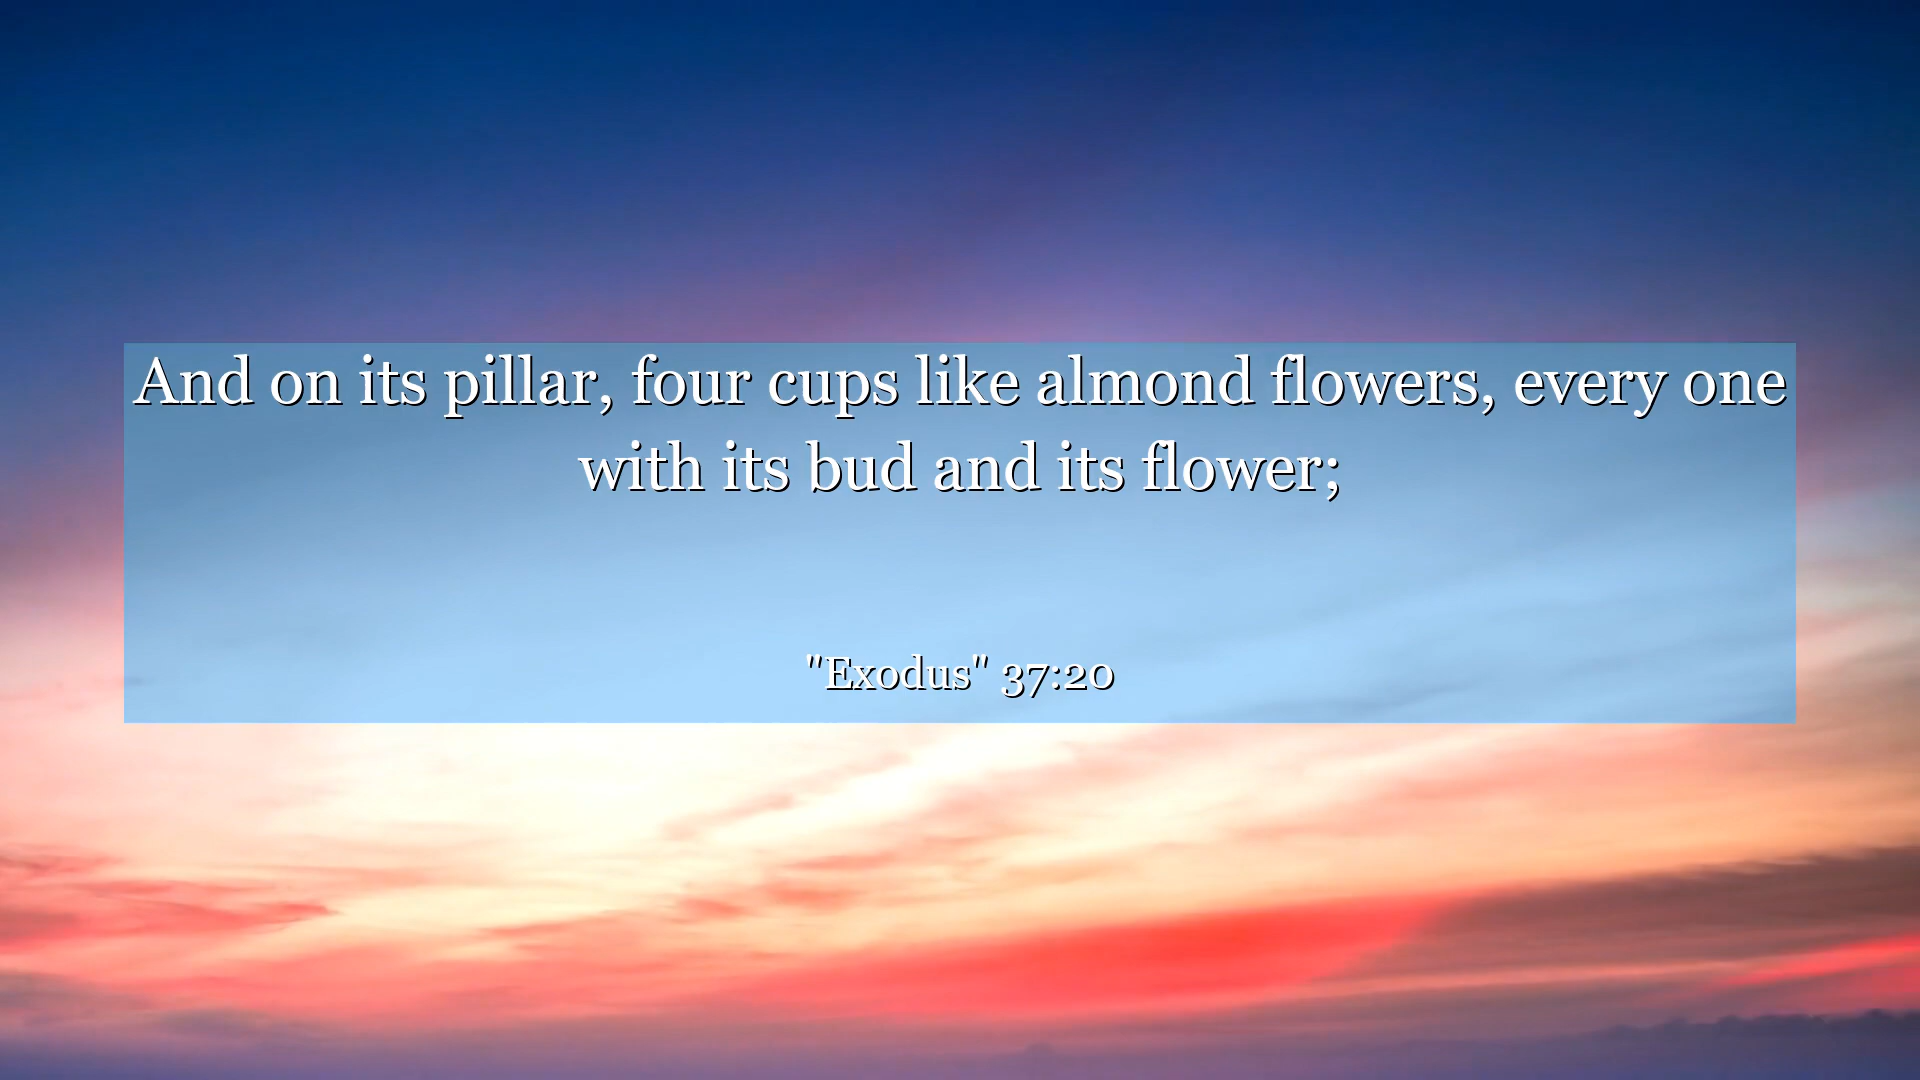 And on its pillar, four cups like almond flowers, every one
with its bud and its flower;
"Exodus" 37:20